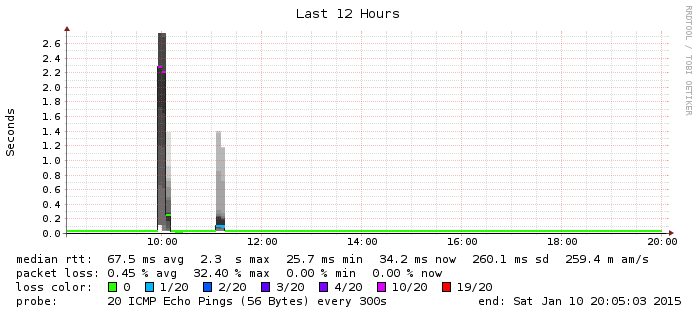 Last 12 Hours
RRDTOOL / TOBI OETIKER
Seconds
2.6
2.4
2.2
2.0
1.8
1.6
1.4
1.2
1.0
0.8
0.6
0.4
0.2
0.0
10:00 12:00 14:00 16:00 18:00 20:00
median rtt: 67.5 ms avg 2.3 s max 25.7 ms min 34.2 ms now 260.1 ms sd 259.4 m am/s
packet loss: 0.45 % avg 32.40 % max 0.00 % min 0.00 % now
loss color: 0 1/20 2/20 3/20 4/20 10/20 19/20
probe: 20 ICMP Echo Pings (56 Bytes) every 300s end: Sat Jan 10 20:05:03 2015